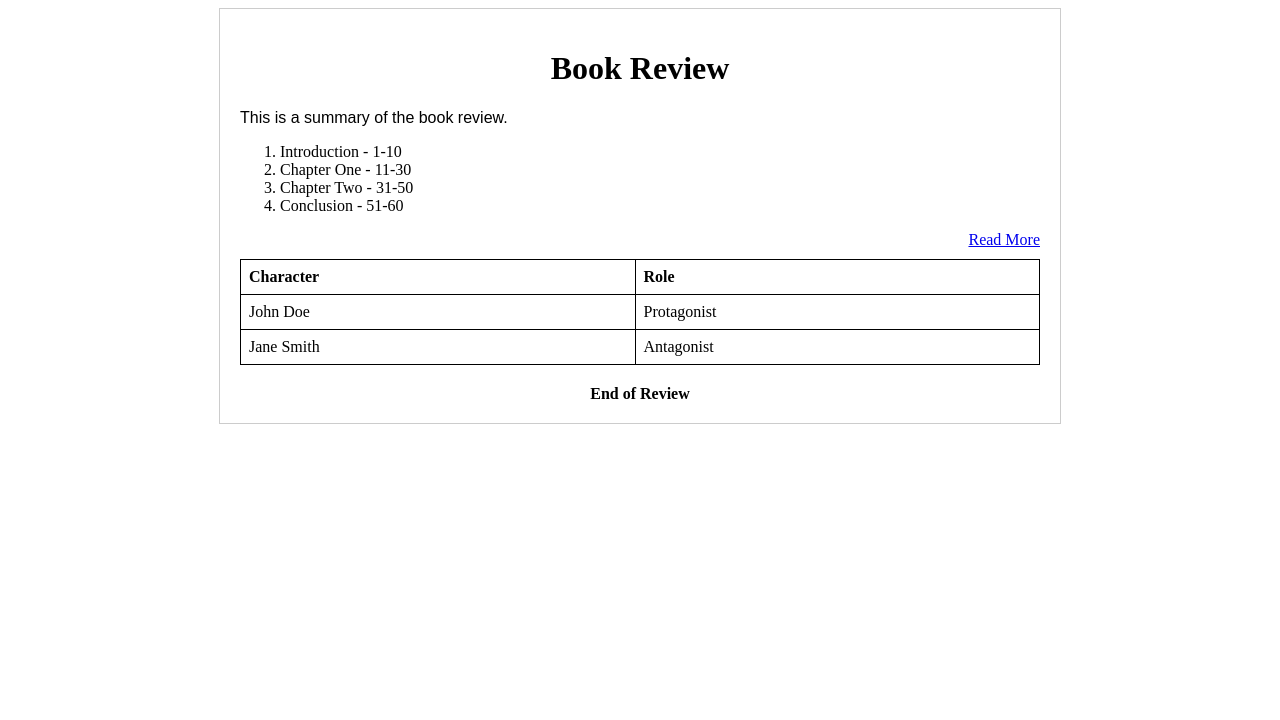 Book Review
This is a summary of the book review.
1. Introduction - 1-10
2. Chapter One - 11-30
3. Chapter Two - 31-50
4. Conclusion - 51-60
Read More
Character Role
John Doe Protagonist
Jane Smith Antagonist
End of Review